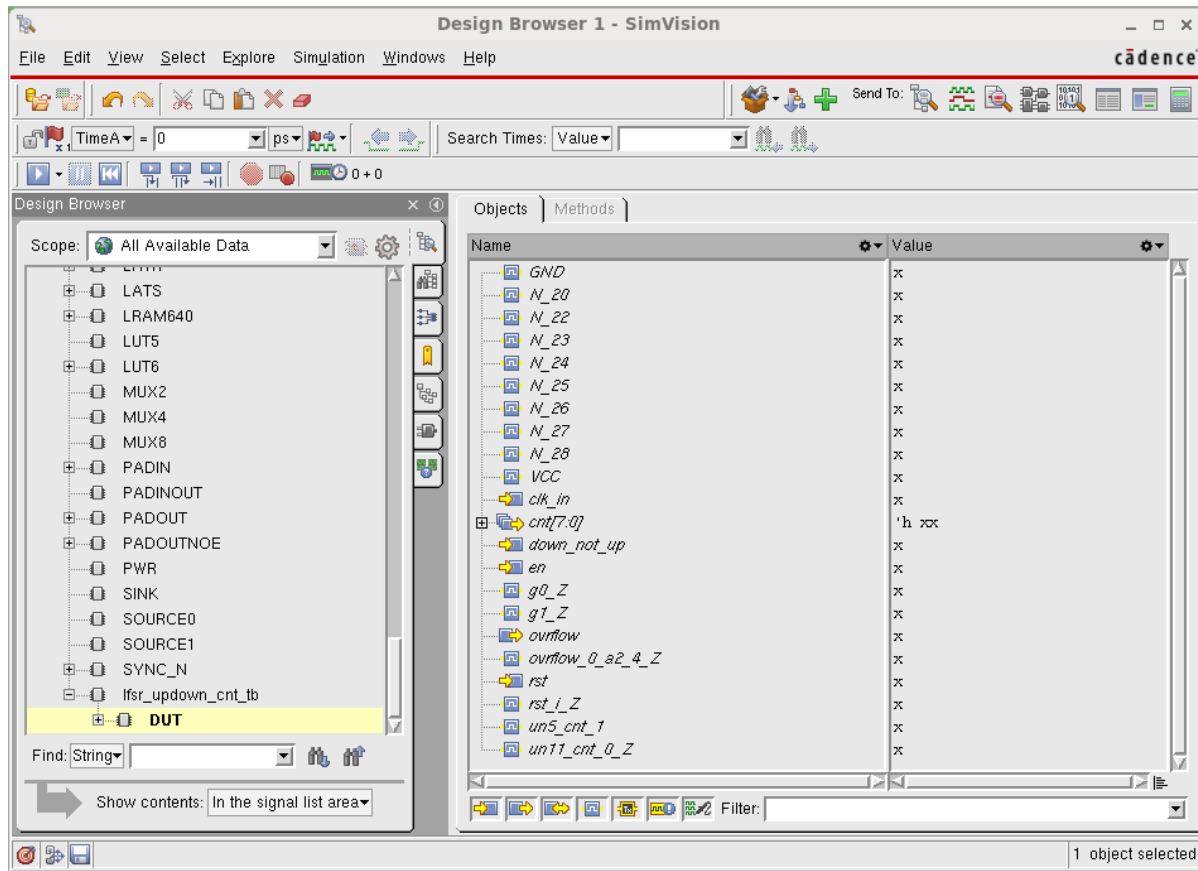 Design Browser 1 - SimVision
File Edit View Select Explore Simulation Windows Help
cādence
Send To:
TimeA = 0 ps Search Times: Value
0 + 0
Design Browser
Scope: All Available Data
LATS
LRAM640
LUT5
LUT6
MUX2
MUX4
MUX8
PADIN
PADINOUT
PADOUT
PADOUTNOE
PWR
SINK
SOURCE0
SOURCE1
SYNC_N
lfsr_updown_cnt_tb
DUT
Find: String
Show contents: In the signal list area
Objects Methods
Name Value
GND x
N_20 x
N_22 x
N_23 x
N_24 x
N_25 x
N_26 x
N_27 x
N_28 x
VCC x
clk_in x
cnt[7:0] 'h xx
down_not_up x
en x
g0_Z x
g1_Z x
ovrflow x
ovrflow_0_a2_4_Z x
rst x
rst_i_Z x
un5_cnt_1 x
un11_cnt_0_Z x
Filter:
1 object selected